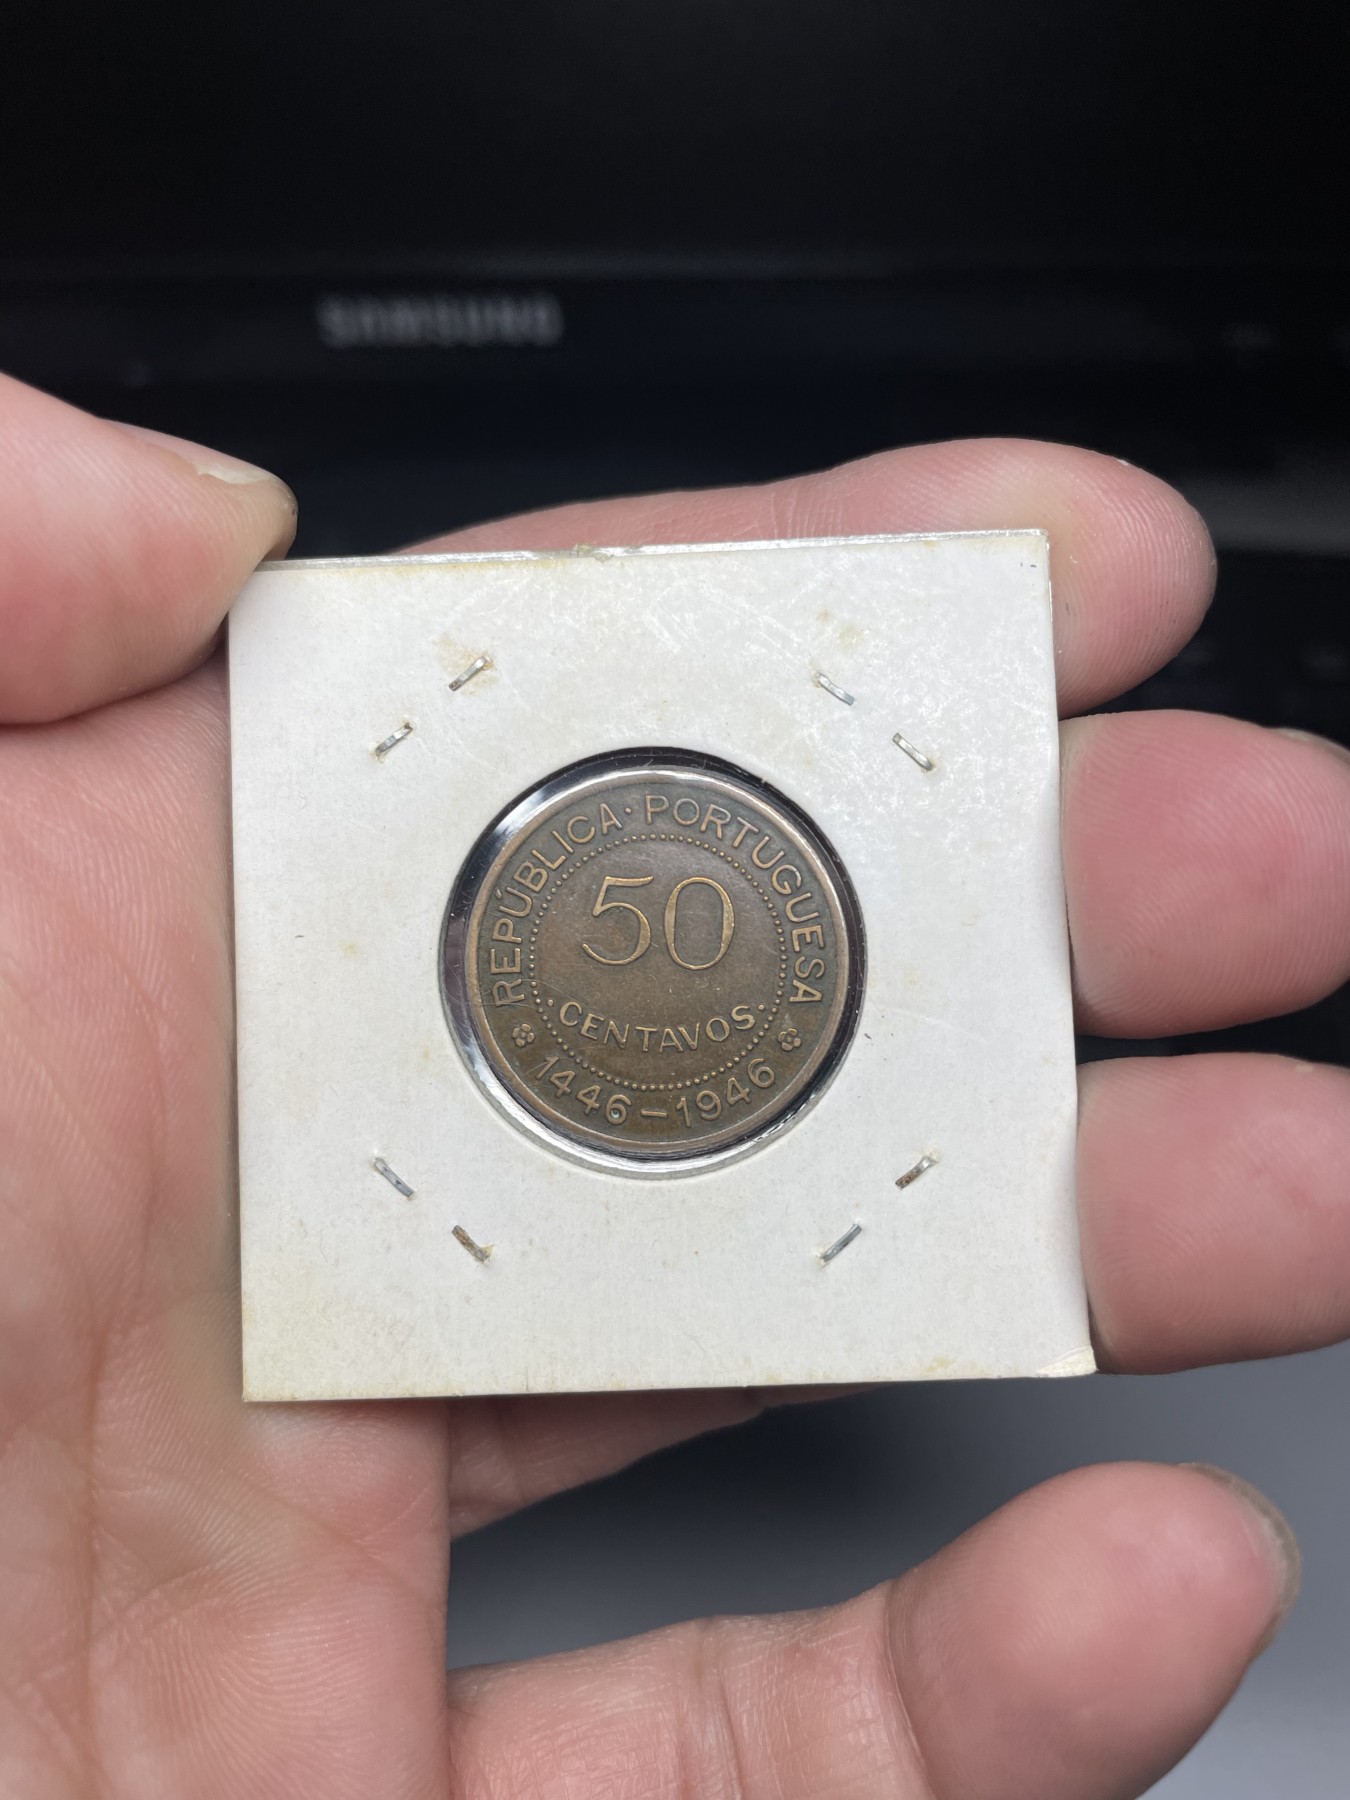 SAMSUNG
REPÚBLICA · PORTUGUESA
50
· CENTAVOS ·
1446 – 1946